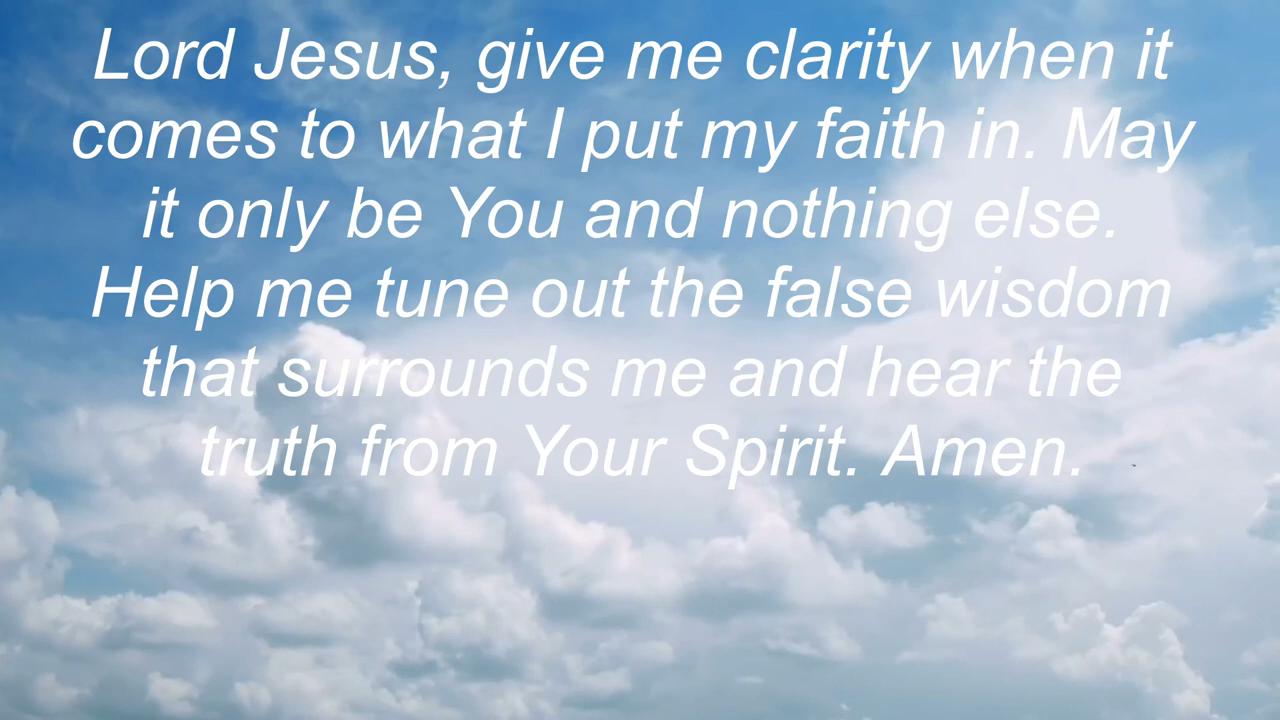 Lord Jesus, give me clarity when it
comes to what I put my faith in. May
it only be You and nothing else.
Help me tune out the false wisdom
that surrounds me and hear the
truth from Your Spirit. Amen.